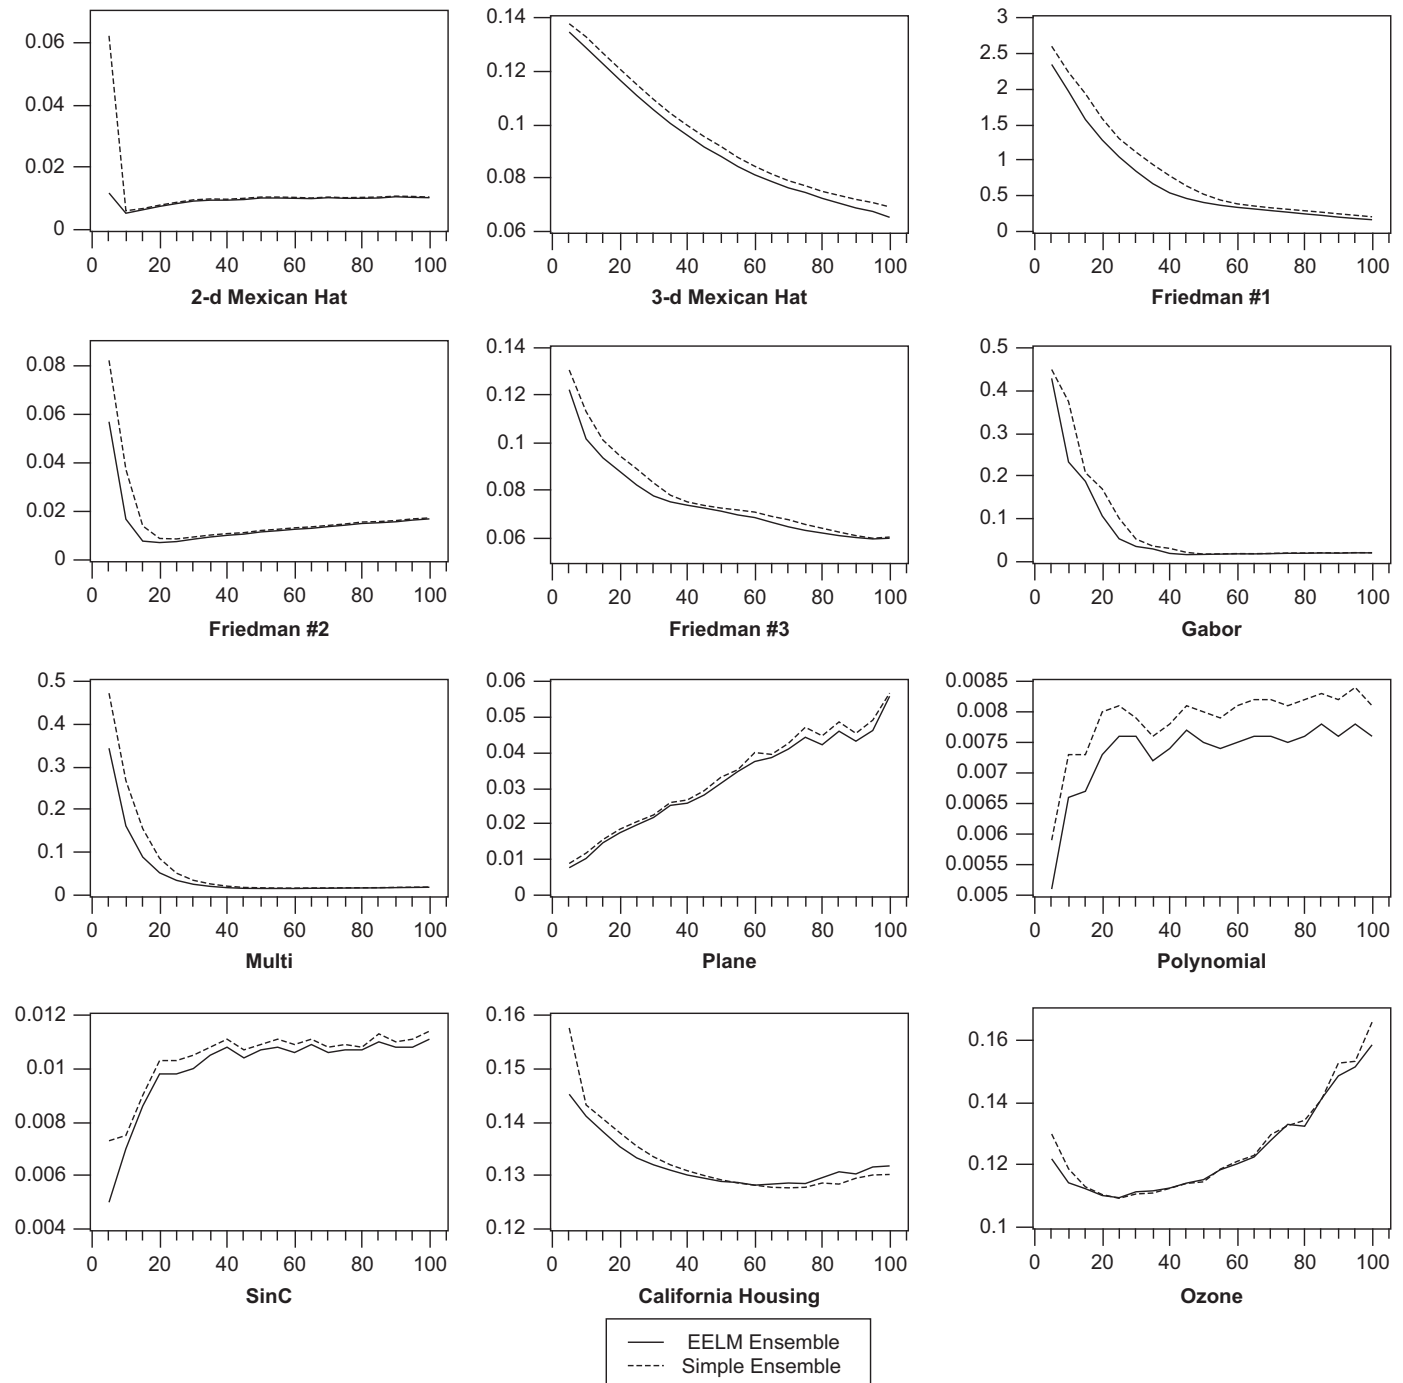 0.06
0.04
0.02
0
0 20 40 60 80 100
2-d Mexican Hat
0.14
0.12
0.1
0.08
0.06
0 20 40 60 80 100
3-d Mexican Hat
3
2.5
2
1.5
1
0.5
0
0 20 40 60 80 100
Friedman #1
0.08
0.06
0.04
0.02
0
0 20 40 60 80 100
Friedman #2
0.14
0.12
0.1
0.08
0.06
0 20 40 60 80 100
Friedman #3
0.5
0.4
0.3
0.2
0.1
0
0 20 40 60 80 100
Gabor
0.5
0.4
0.3
0.2
0.1
0
0 20 40 60 80 100
Multi
0.06
0.05
0.04
0.03
0.02
0.01
0
0 20 40 60 80 100
Plane
0.0085
0.008
0.0075
0.007
0.0065
0.006
0.0055
0.005
0 20 40 60 80 100
Polynomial
0.012
0.01
0.008
0.006
0.004
0 20 40 60 80 100
SinC
0.16
0.15
0.14
0.13
0.12
0 20 40 60 80 100
California Housing
0.16
0.14
0.12
0.1
0 20 40 60 80 100
Ozone
EELM Ensemble
Simple Ensemble